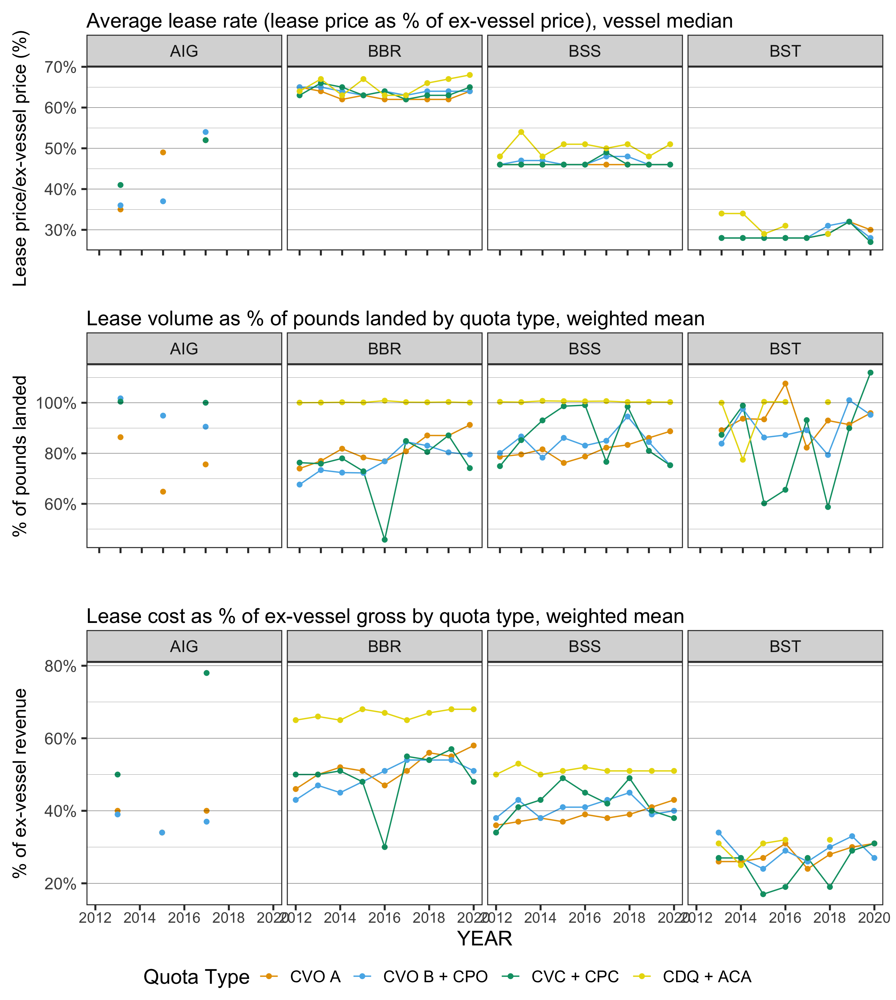 Average lease rate (lease price as % of ex-vessel price), vessel median
Lease price/ex-vessel price (%)
AIG BBR BSS BST
70%
60%
50%
40%
30%
Lease volume as % of pounds landed by quota type, weighted mean
% of pounds landed
AIG BBR BSS BST
100%
80%
60%
Lease cost as % of ex-vessel gross by quota type, weighted mean
% of ex-vessel revenue
AIG BBR BSS BST
80%
60%
40%
20%
2012 2014 2016 2018 2020 2012 2014 2016 2018 2020 2012 2014 2016 2018 2020 2012 2014 2016 2018 2020
YEAR
Quota Type CVO A CVO B + CPO CVC + CPC CDQ + ACA